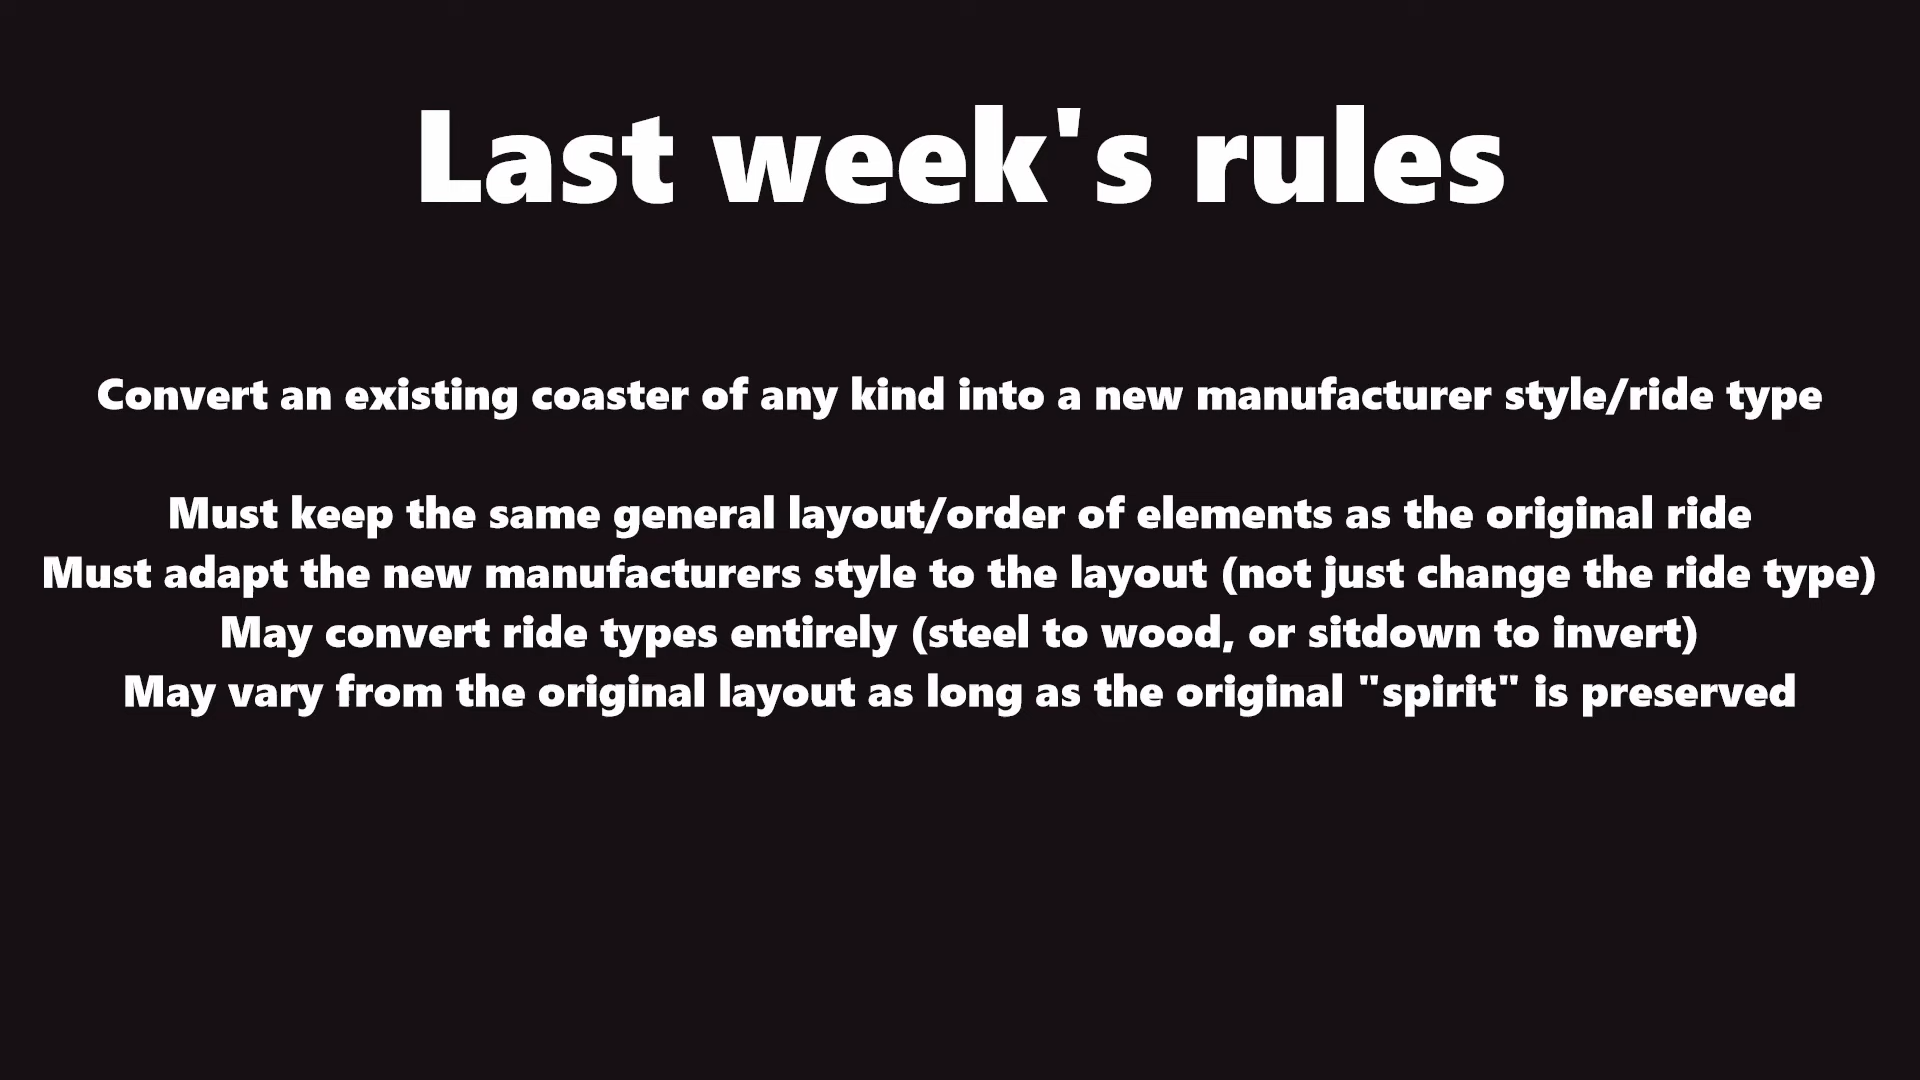 Last week's rules
Convert an existing coaster of any kind into a new manufacturer style/ride type
Must keep the same general layout/order of elements as the original ride
Must adapt the new manufacturers style to the layout (not just change the ride type)
May convert ride types entirely (steel to wood, or sitdown to invert)
May vary from the original layout as long as the original "spirit" is preserved